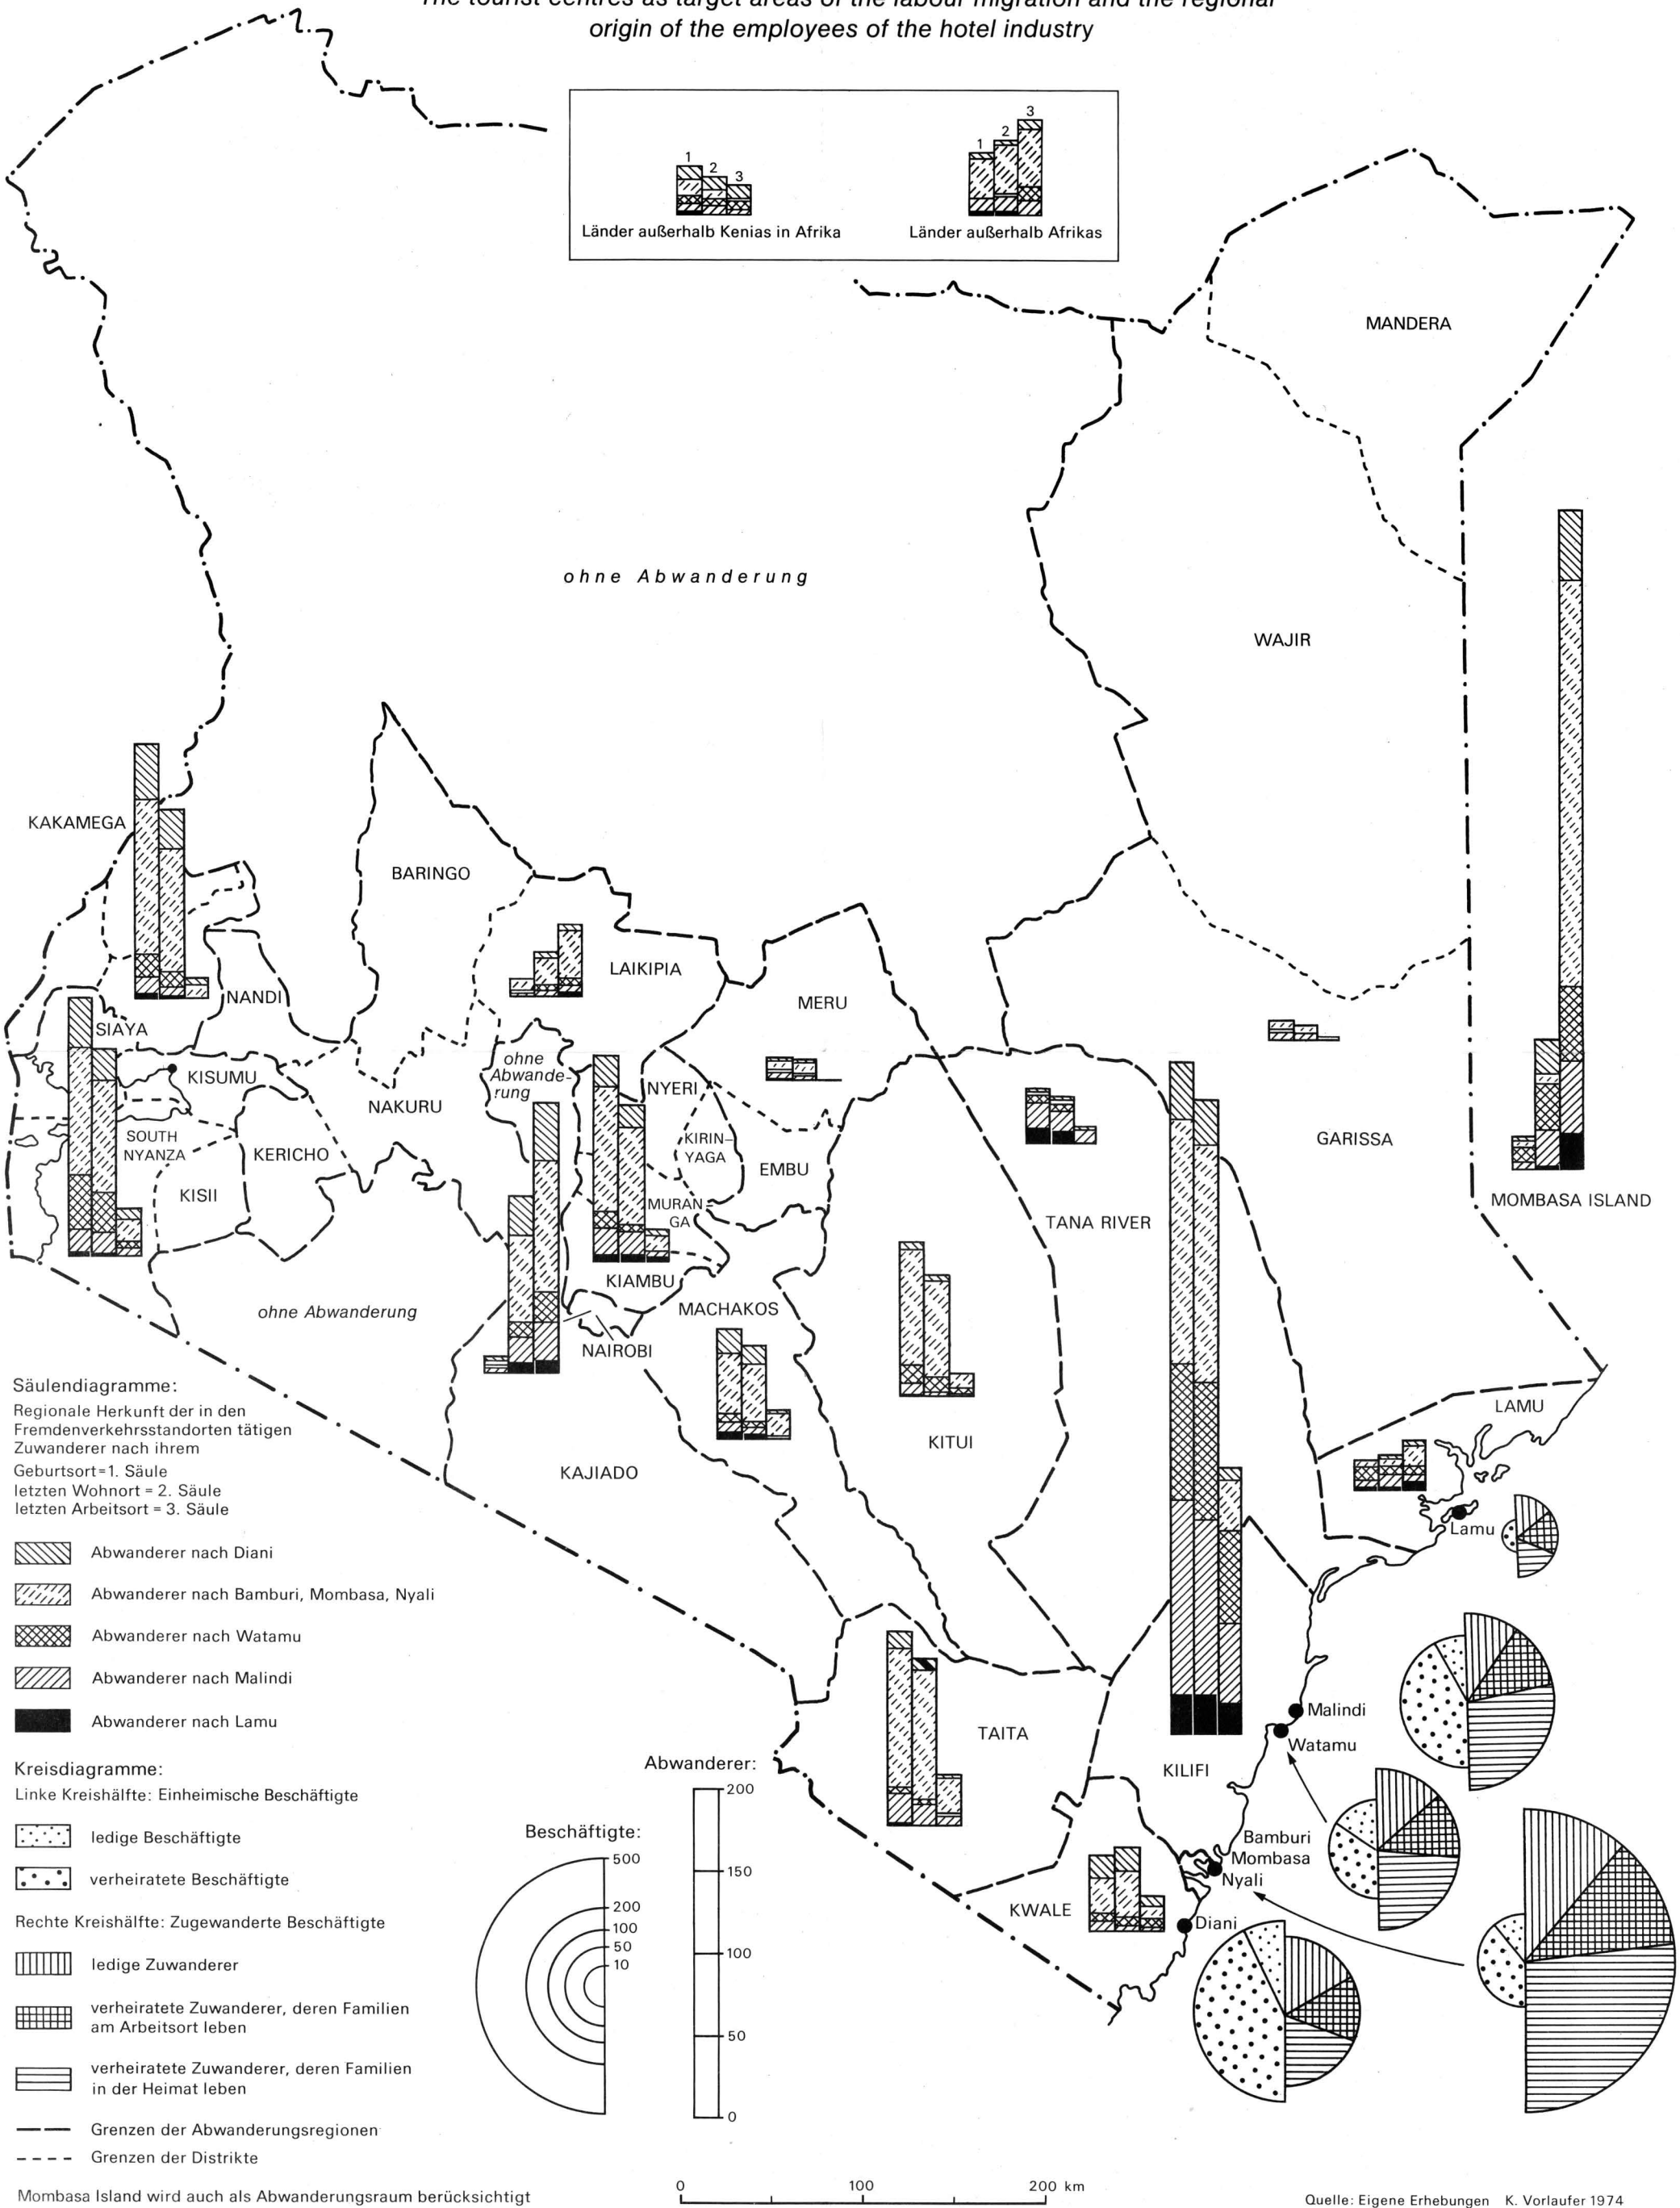 The tourist centres as target areas of the labour migration and the regional
origin of the employees of the hotel industry
1
2
3
Länder außerhalb Kenias in Afrika
1
2
3
Länder außerhalb Afrikas
MANDERA
ohne Abwanderung
WAJIR
KAKAMEGA
BARINGO
LAIKIPIA
NANDI
MERU
SIAYA
KISUMU
ohne
Abwande-
rung
NYERI
NAKURU
SOUTH
NYANZA
KERICHO
KIRIN-
YAGA
EMBU
GARISSA
KISII
MURAN-
GA
TANA RIVER
MOMBASA ISLAND
KIAMBU
MACHAKOS
ohne Abwanderung
NAIROBI
LAMU
KITUI
KAJIADO
Lamu
Säulendiagramme:
Regionale Herkunft der in den
Fremdenverkehrsstandorten tätigen
Zuwanderer nach ihrem
Geburtsort=1. Säule
letzten Wohnort = 2. Säule
letzten Arbeitsort = 3. Säule
Abwanderer nach Diani
Abwanderer nach Bamburi, Mombasa, Nyali
Abwanderer nach Watamu
Abwanderer nach Malindi
Abwanderer nach Lamu
TAITA
Malindi
Watamu
KILIFI
Bamburi
Mombasa
Nyali
KWALE
Diani
Kreisdiagramme:
Linke Kreishälfte: Einheimische Beschäftigte
ledige Beschäftigte
verheiratete Beschäftigte
Rechte Kreishälfte: Zugewanderte Beschäftigte
ledige Zuwanderer
verheiratete Zuwanderer, deren Familien
am Arbeitsort leben
verheiratete Zuwanderer, deren Familien
in der Heimat leben
Grenzen der Abwanderungsregionen
Grenzen der Distrikte
Mombasa Island wird auch als Abwanderungsraum berücksichtigt
Beschäftigte:
500
200
100
50
10
Abwanderer:
200
150
100
50
0
0 100 200 km
Quelle: Eigene Erhebungen K. Vorlaufer 1974